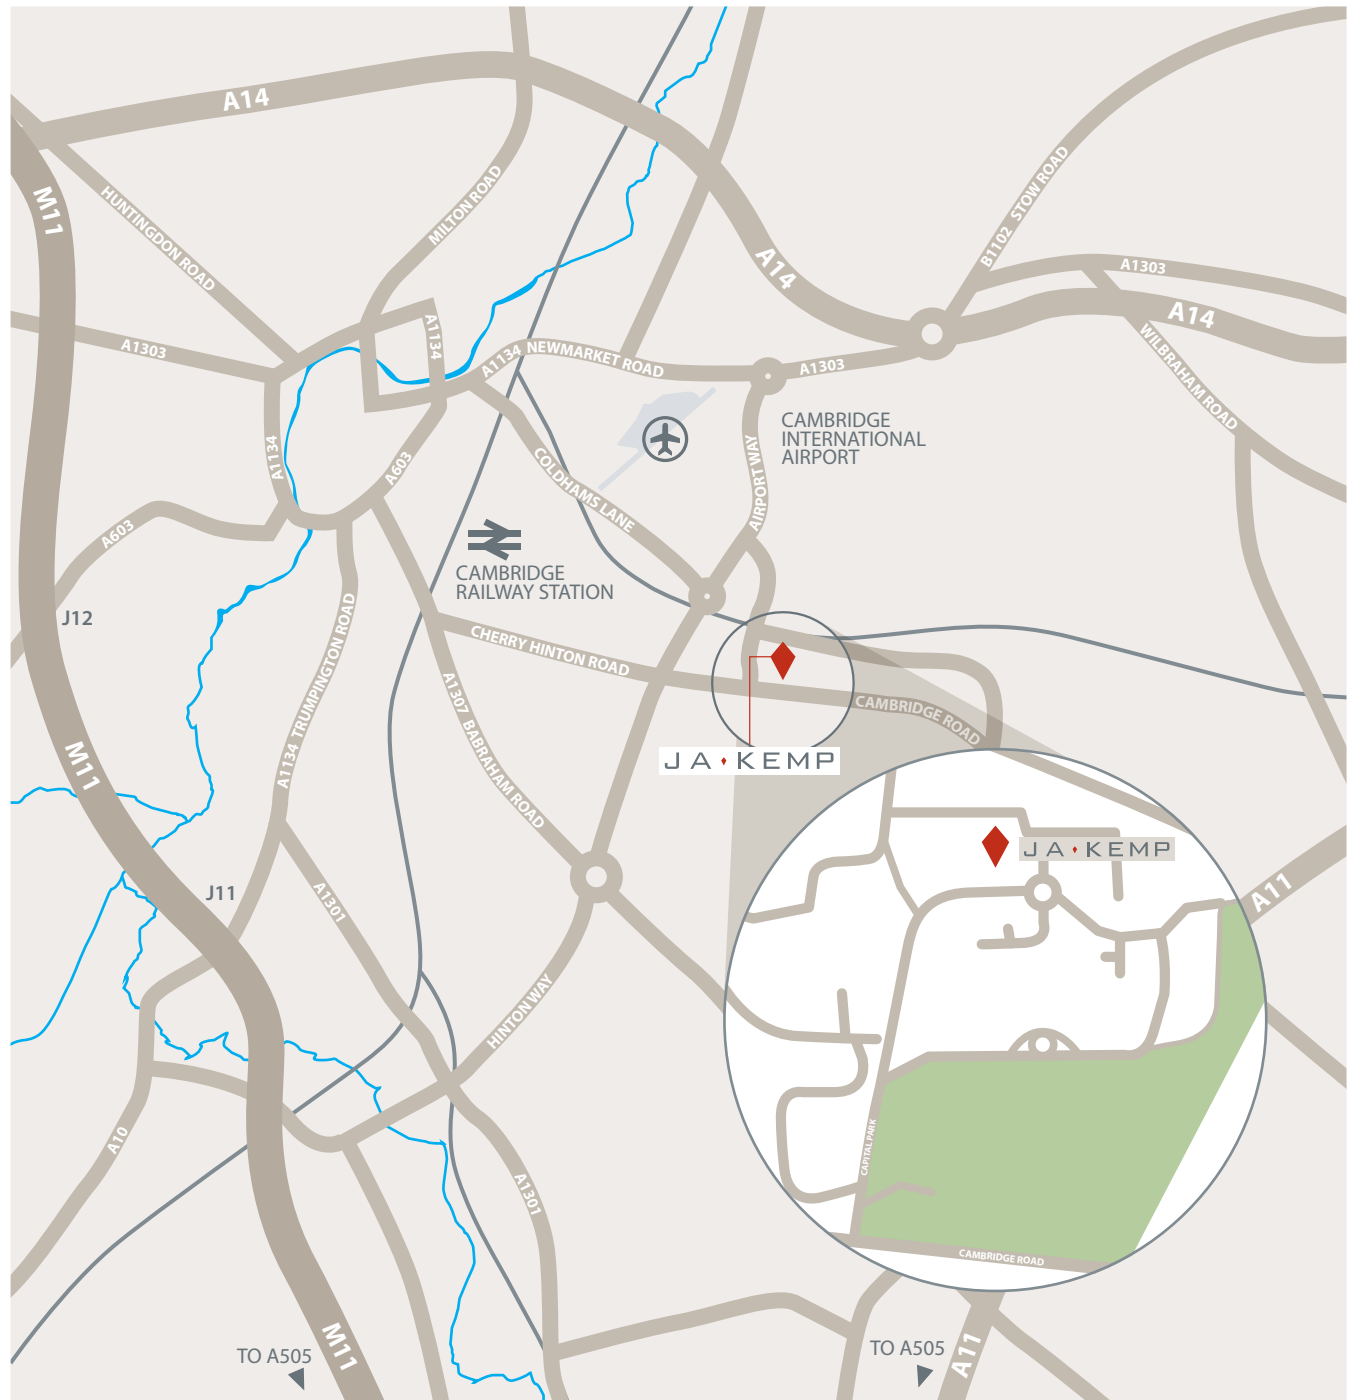 A14
M11
HUNTINGDON ROAD
MILTON ROAD
A14
B1102 STOW ROAD
A1303
A14
WILBRAHAM ROAD
A1303
A1134
A1134 NEWMARKET ROAD
A1303
CAMBRIDGE
INTERNATIONAL
AIRPORT
A1134
A603
COLDHAMS LANE
AIRPORT WAY
A603
CAMBRIDGE
RAILWAY STATION
J12
A1134 TRUMPINGTON ROAD
CHERRY HINTON ROAD
A1307 BABRAHAM ROAD
CAMBRIDGE ROAD
JA KEMP
M11
J11
A1301
JA KEMP
A11
HINTON WAY
A10
CAPITAL PARK
A1301
CAMBRIDGE ROAD
M11
TO A505
TO A505
A11